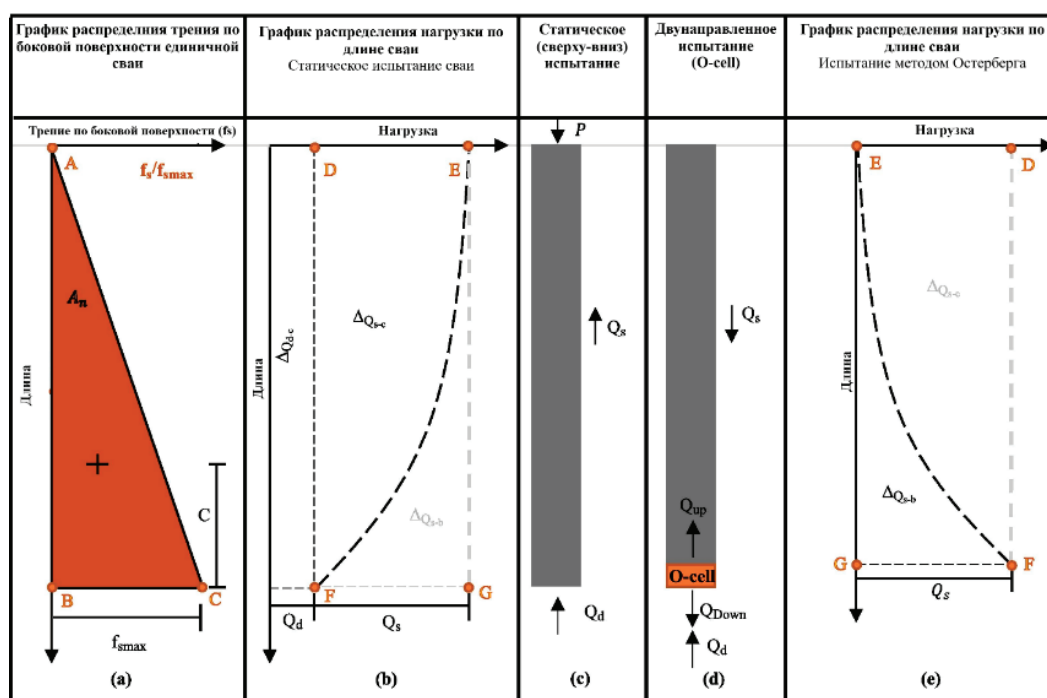 График распределния трения по
боковой поверхности единичной
сваи
График распределения нагрузки по
длине сваи
Статическое испытание сваи
Статическое
(сверху-вниз)
испытание
Двунаправленное
испытание
(O-cell)
График распределения нагрузки по
длине сваи
Испытание методом Остерберга
Трение по боковой поверхности (fs)
A
fs/fsmax
An
Длина
C
B
C
fsmax
(a)
Нагрузка
D
E
ΔQd-c
ΔQs-c
Длина
ΔQs-b
F
G
Qd
Qs
(b)
P
Qs
Qd
(c)
Qs
Qup
O-cell
QDown
Qd
(d)
Нагрузка
E
D
ΔQs-c
Длина
ΔQs-b
G
F
Qs
(e)